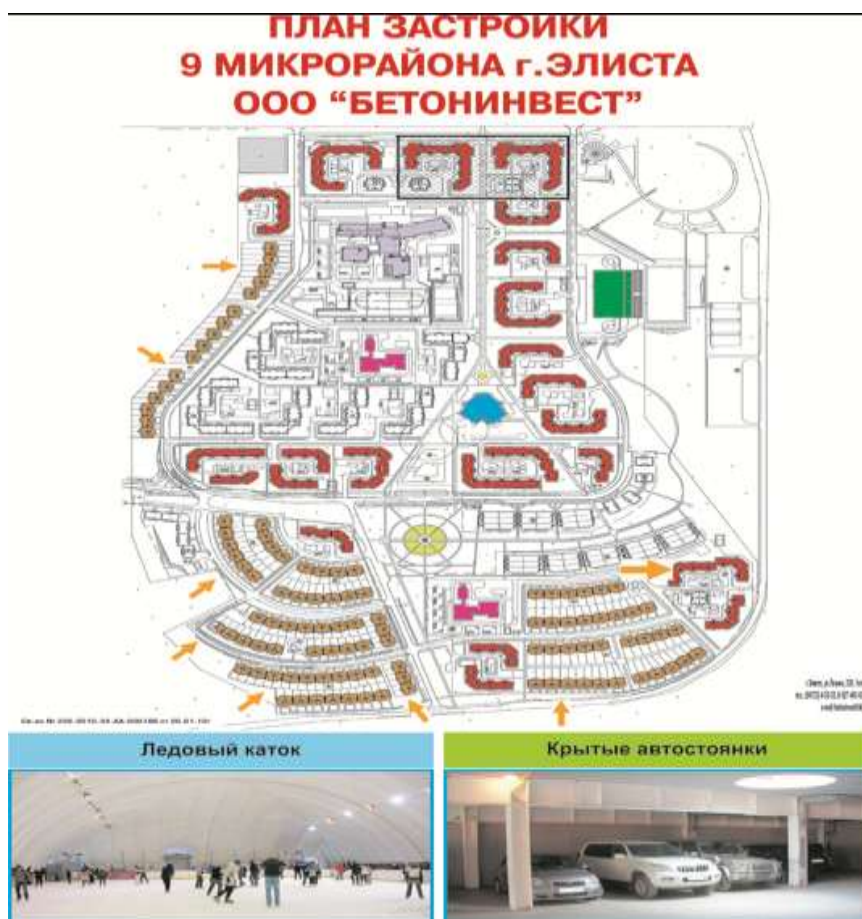 ПЛАН ЗАСТРОЙКИ
9 МИКРОРАЙОНА г.ЭЛИСТА
ООО “БЕТОНИНВЕСТ”
Ледовый каток
Крытые автостоянки